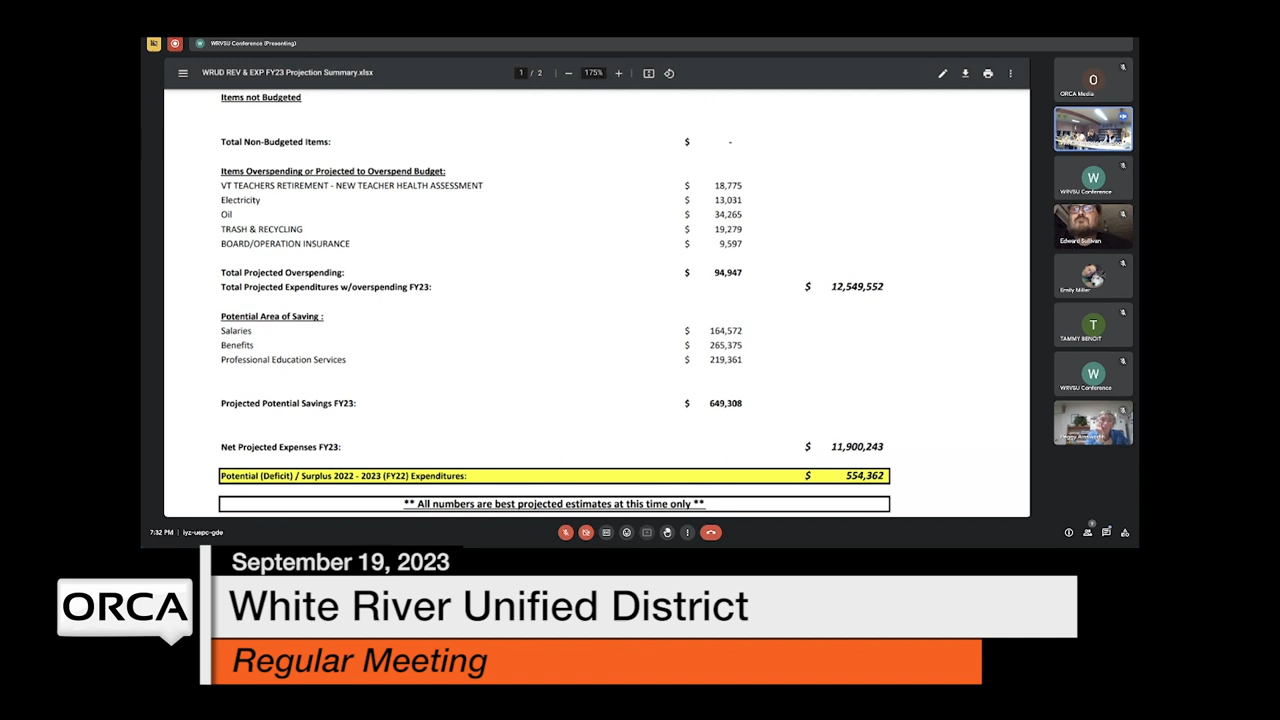 WRVSU Conference (Presenting)
WRUD REV & EXP FY23 Projection Summary.xlsx
1 / 2
175%
Items not Budgeted
Total Non-Budgeted Items: $ -
Items Overspending or Projected to Overspend Budget:
VT TEACHERS RETIREMENT - NEW TEACHER HEALTH ASSESSMENT $ 18,775
Electricity $ 13,031
Oil $ 34,265
TRASH & RECYCLING $ 19,279
BOARD/OPERATION INSURANCE $ 9,597
Total Projected Overspending: $ 94,947
Total Projected Expenditures w/overspending FY23: $ 12,549,552
Potential Area of Saving :
Salaries $ 164,572
Benefits $ 265,375
Professional Education Services $ 219,361
Projected Potential Savings FY23: $ 649,308
Net Projected Expenses FY23: $ 11,900,243
Potential (Deficit) / Surplus 2022 - 2023 (FY22) Expenditures: $ 554,362
** All numbers are best projected estimates at this time only **
O
ORCA Media
W
WRVSU Conference
Edward Sullivan
Emily Miller
T
TAMMY BENOIT
W
WRVSU Conference
Peggy Ainsworth
7:32 PM | iyz-uepc-gde
September 19, 2023
ORCA
White River Unified District
Regular Meeting